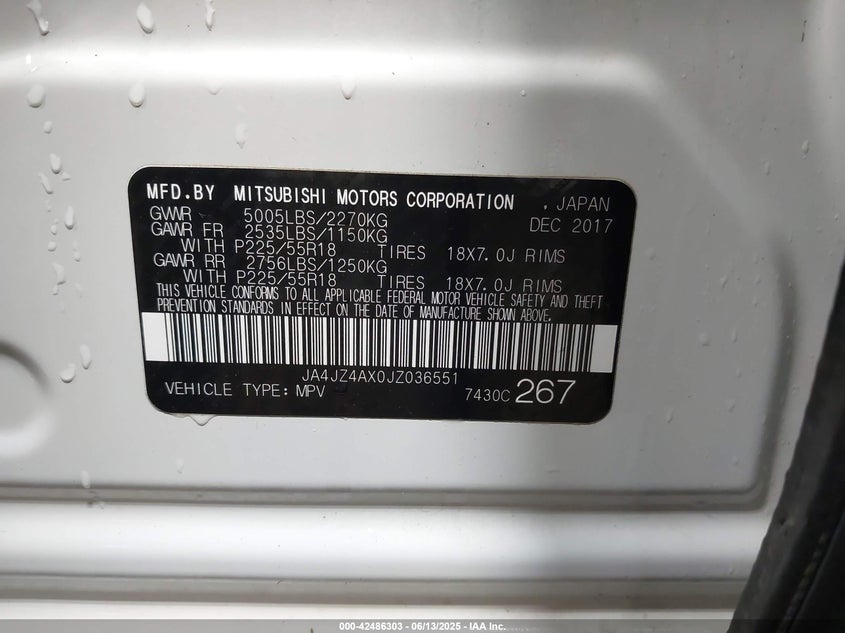 MFD.BY MITSUBISHI MOTORS CORPORATION . JAPAN
GVWR 5005LBS/2270KG DEC 2017
GAWR FR 2535LBS/1150KG
WITH P225/55R18 TIRES 18X7.0J RIMS
GAWR RR 2756LBS/1250KG
WITH P225/55R18 TIRES 18X7.0J RIMS
THIS VEHICLE CONFORMS TO ALL APPLICABLE FEDERAL MOTOR VEHICLE SAFETY AND THEFT
PREVENTION STANDARDS IN EFFECT ON THE DATE OF MANUFACTURE SHOWN ABOVE.
JA4JZ4AX0JZ036551
VEHICLE TYPE: MPV 7430C 267
000-42486303 - 06/13/2025 - IAA Inc.